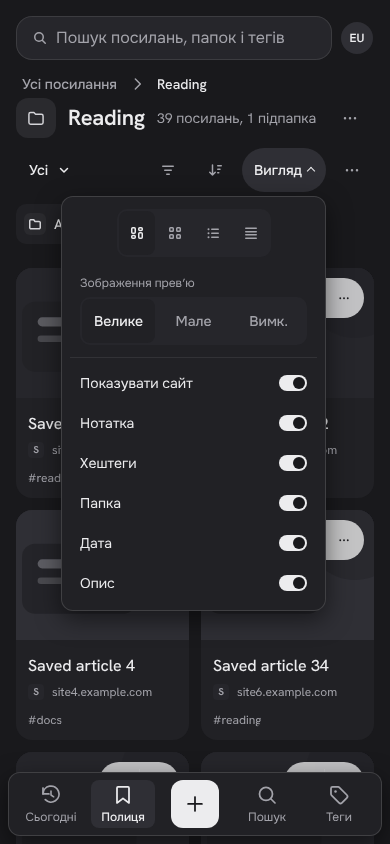 Пошук посилань, папок і тегів
EU
Усі посилання
Reading
Reading
39 посилань, 1 підпапка
Усі
Вигляд
Зображення прев'ю
Велике
Мале
Вимк.
Показувати сайт
Нотатка
Хештеги
Папка
Дата
Опис
S
#read
Saved article 4
Saved article 34
S site4.example.com
S site6.example.com
#docs
#reading
Сьогодні
Полиця
Пошук
Теги